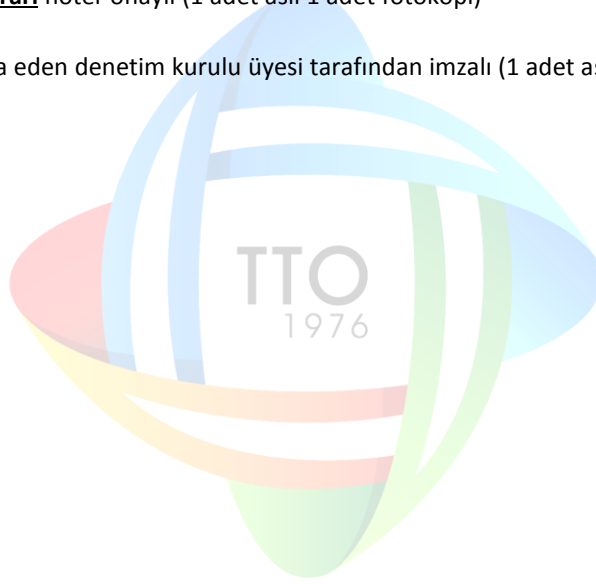 noter onaylı (1 adet asıl 1 adet fotokopi)
eden denetim kurulu üyesi tarafından imzalı (1 adet
TTO
1976